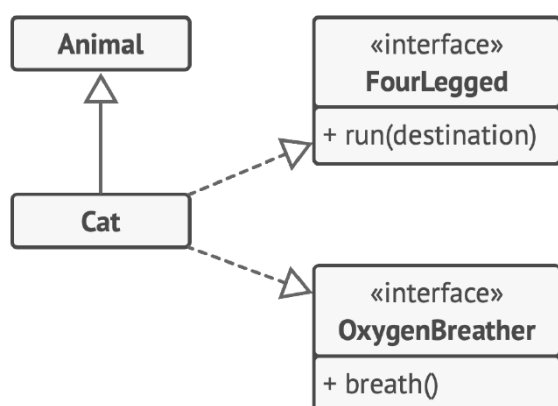 Animal
Cat
«interface»
FourLegged
+ run(destination)
«interface»
OxygenBreather
+ breath()